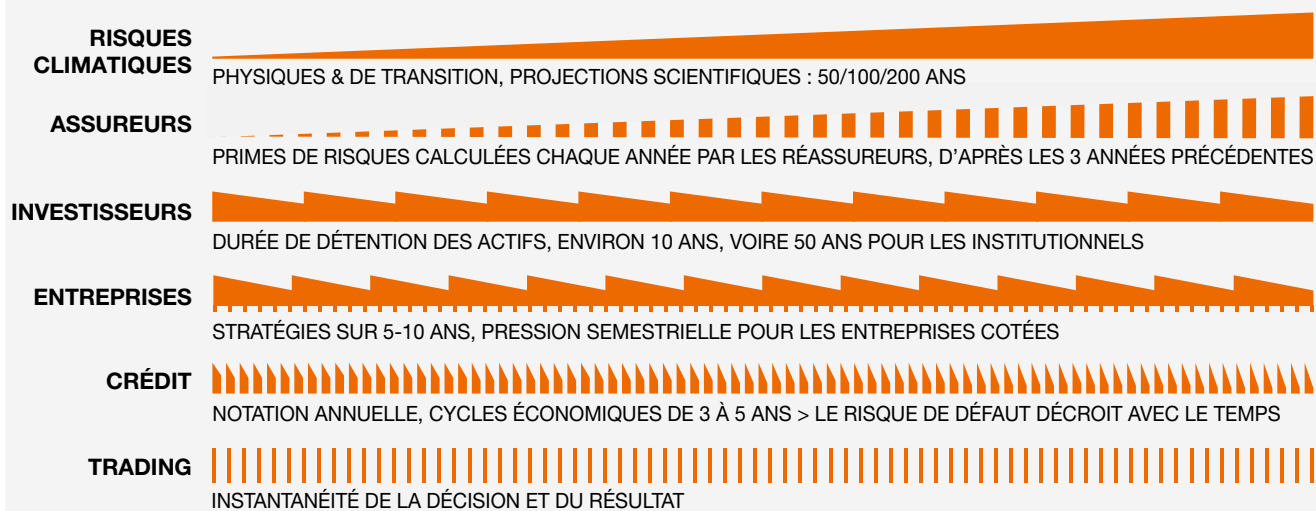 RISQUES
CLIMATIQUES
PHYSIQUES & DE TRANSITION, PROJECTIONS SCIENTIFIQUES : 50/100/200 ANS
ASSUREURS
PRIMES DE RISQUES CALCULÉES CHAQUE ANNÉE PAR LES RÉASSUREURS, D'APRÈS LES 3 ANNÉES PRÉCÉDENTES
INVESTISSEURS
DURÉE DE DÉTENTION DES ACTIFS, ENVIRON 10 ANS, VOIRE 50 ANS POUR LES INSTITUTIONNELS
ENTREPRISES
STRATÉGIES SUR 5-10 ANS, PRESSION SEMESTRIELLE POUR LES ENTREPRISES COTÉES
CRÉDIT
NOTATION ANNUELLE, CYCLES ÉCONOMIQUES DE 3 À 5 ANS > LE RISQUE DE DÉFAUT DÉCROIT AVEC LE TEMPS
TRADING
INSTANTANÉITÉ DE LA DÉCISION ET DU RÉSULTAT